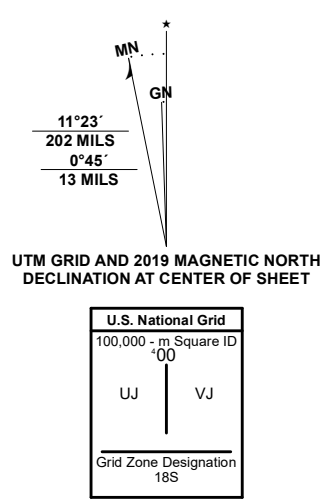 ★
MN
GN
11°23´
202 MILS
0°45´
13 MILS
UTM GRID AND 2019 MAGNETIC NORTH
DECLINATION AT CENTER OF SHEET
U.S. National Grid
100,000 - m Square ID
⁴00
UJ VJ
Grid Zone Designation
18S